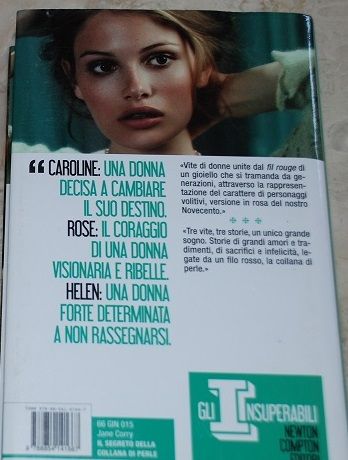 “ CAROLINE: UNA DONNA
DECISA A CAMBIARE
IL SUO DESTINO.
ROSE: IL CORAGGIO
DI UNA DONNA
VISIONARIA E RIBELLE.
HELEN: UNA DONNA
FORTE DETERMINATA
A NON RASSEGNARSI.
«Vite di donne unite dal fil rouge di
un gioiello che si tramanda da ge-
nerazioni, attraverso la rappresen-
tazione del carattere di personaggi
volitivi, versione in rosa del nostro
Novecento.»
«Tre vite, tre storie, un unico grande
sogno. Storie di grandi amori e tra-
dimenti, di sacrifici e infelicità, le-
gate da un filo rosso, la collana di
perle.»
66 GIN 015
Jane Corry
IL SEGRETO DELLA
COLLANA DI PERLE
GLI INSUPERABILI
NEWTON
COMPTON
EDITORI